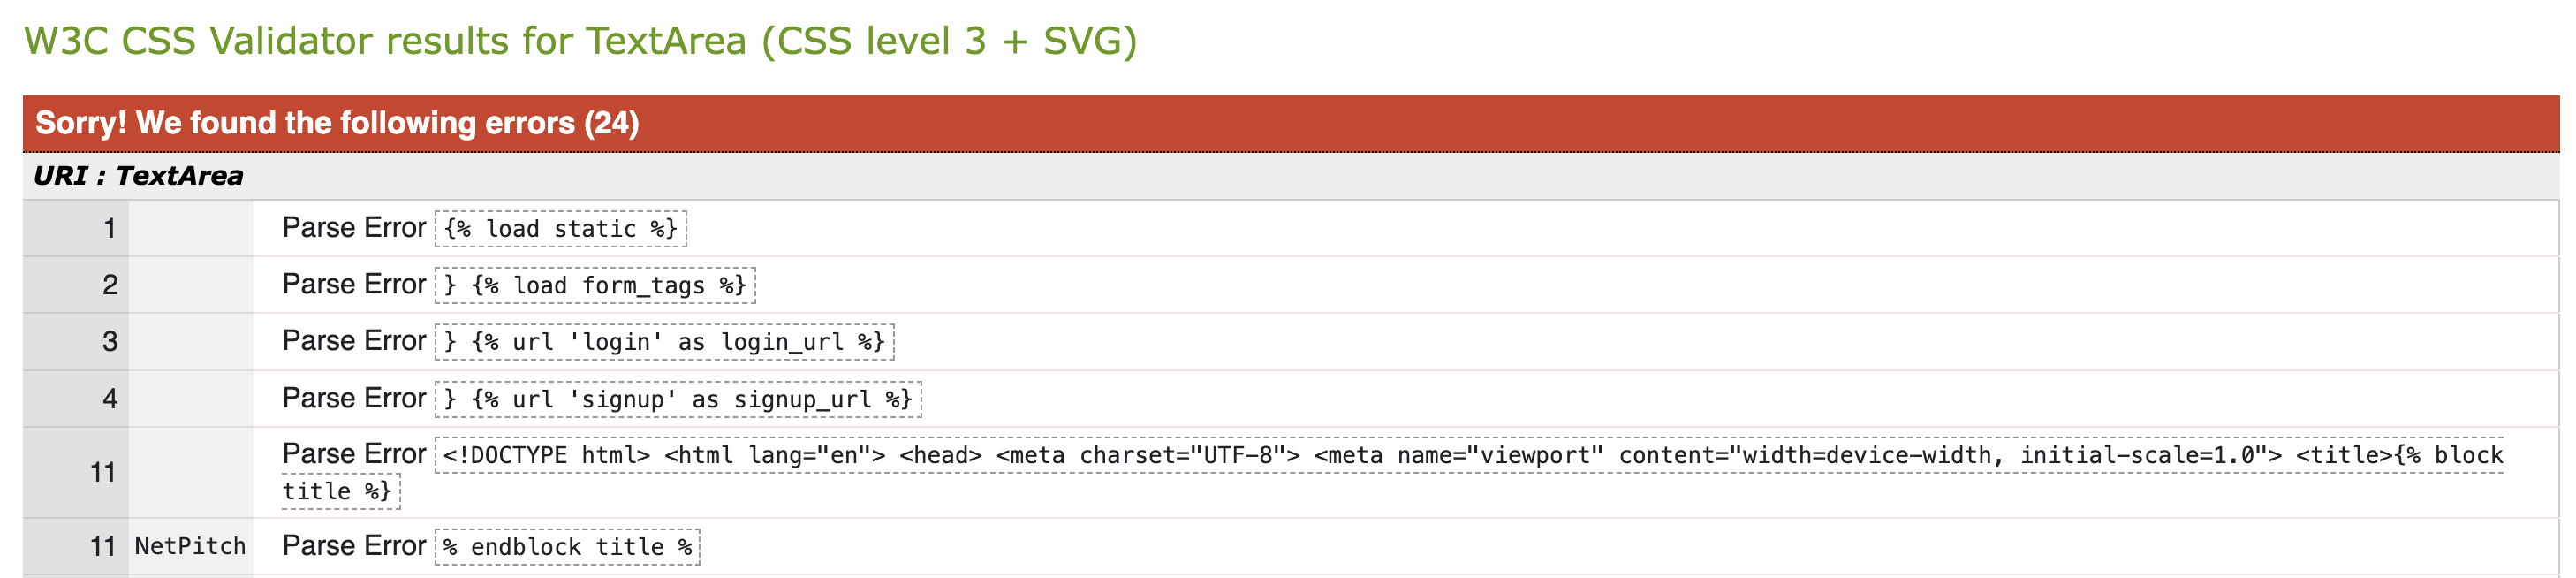 W3C CSS Validator results for TextArea (CSS level 3 + SVG)
Sorry! We found the following errors (24)
URI : TextArea
1 Parse Error {% load static %}
2 Parse Error } {% load form_tags %}
3 Parse Error } {% url 'login' as login_url %}
4 Parse Error } {% url 'signup' as signup_url %}
11 Parse Error <!DOCTYPE html> <html lang="en"> <head> <meta charset="UTF-8"> <meta name="viewport" content="width=device-width, initial-scale=1.0"> <title>{% block
title %}
11 NetPitch Parse Error % endblock title %